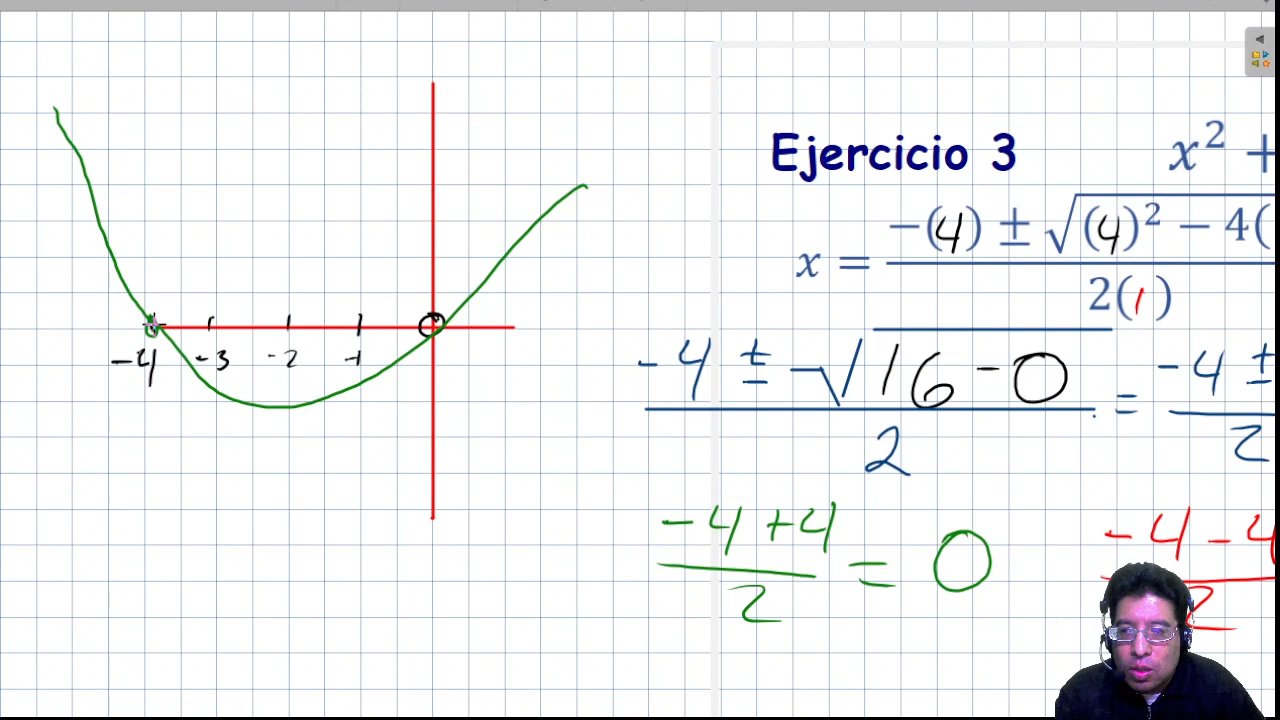 Ejercicio 3
x² +
x = −(4) ± √(4)² − 4( / 2(1)
-4 ± √16 - 0 / 2 = -4 ± / 2
-4 -3 -2 -1
-4 +4 / 2 = 0
-4 -4 / 2